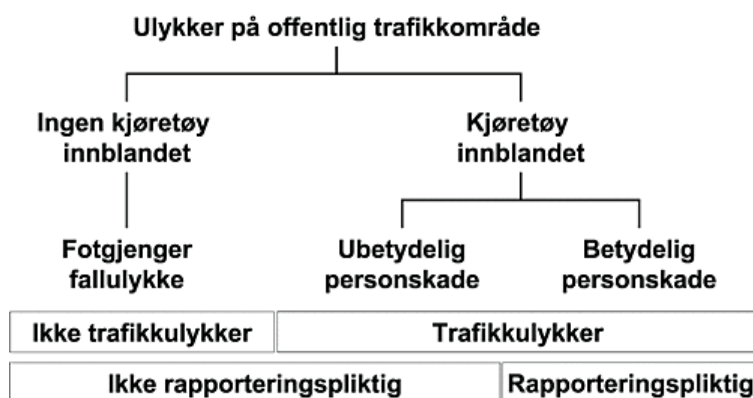 Ulykker på offentlig trafikkområde
Ingen kjøretøy
innblandet
Kjøretøy
innblandet
Fotgjenger
fallulykke
Ubetydelig
personskade
Betydelig
personskade
Ikke trafikkulykker
Trafikkulykker
Ikke rapporteringspliktig
Rapporteringspliktig